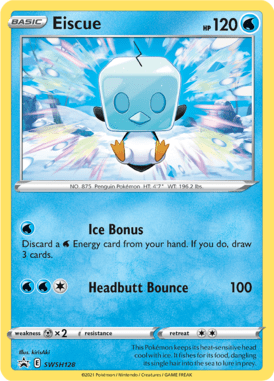 BASIC Eiscue HP 120
NO. 875 Penguin Pokémon HT. 4'7" WT. 196.2 lbs.
Ice Bonus
Discard a Energy card from your hand. If you do, draw
3 cards.
Headbutt Bounce 100
weakness ×2 resistance retreat
Illus. kirisAki
E SWSH128
This Pokémon keeps its heat-sensitive head
cool with ice. It fishes for its food, dangling
its single hair into the sea to lure in prey.
©2021 Pokémon / Nintendo / Creatures / GAME FREAK